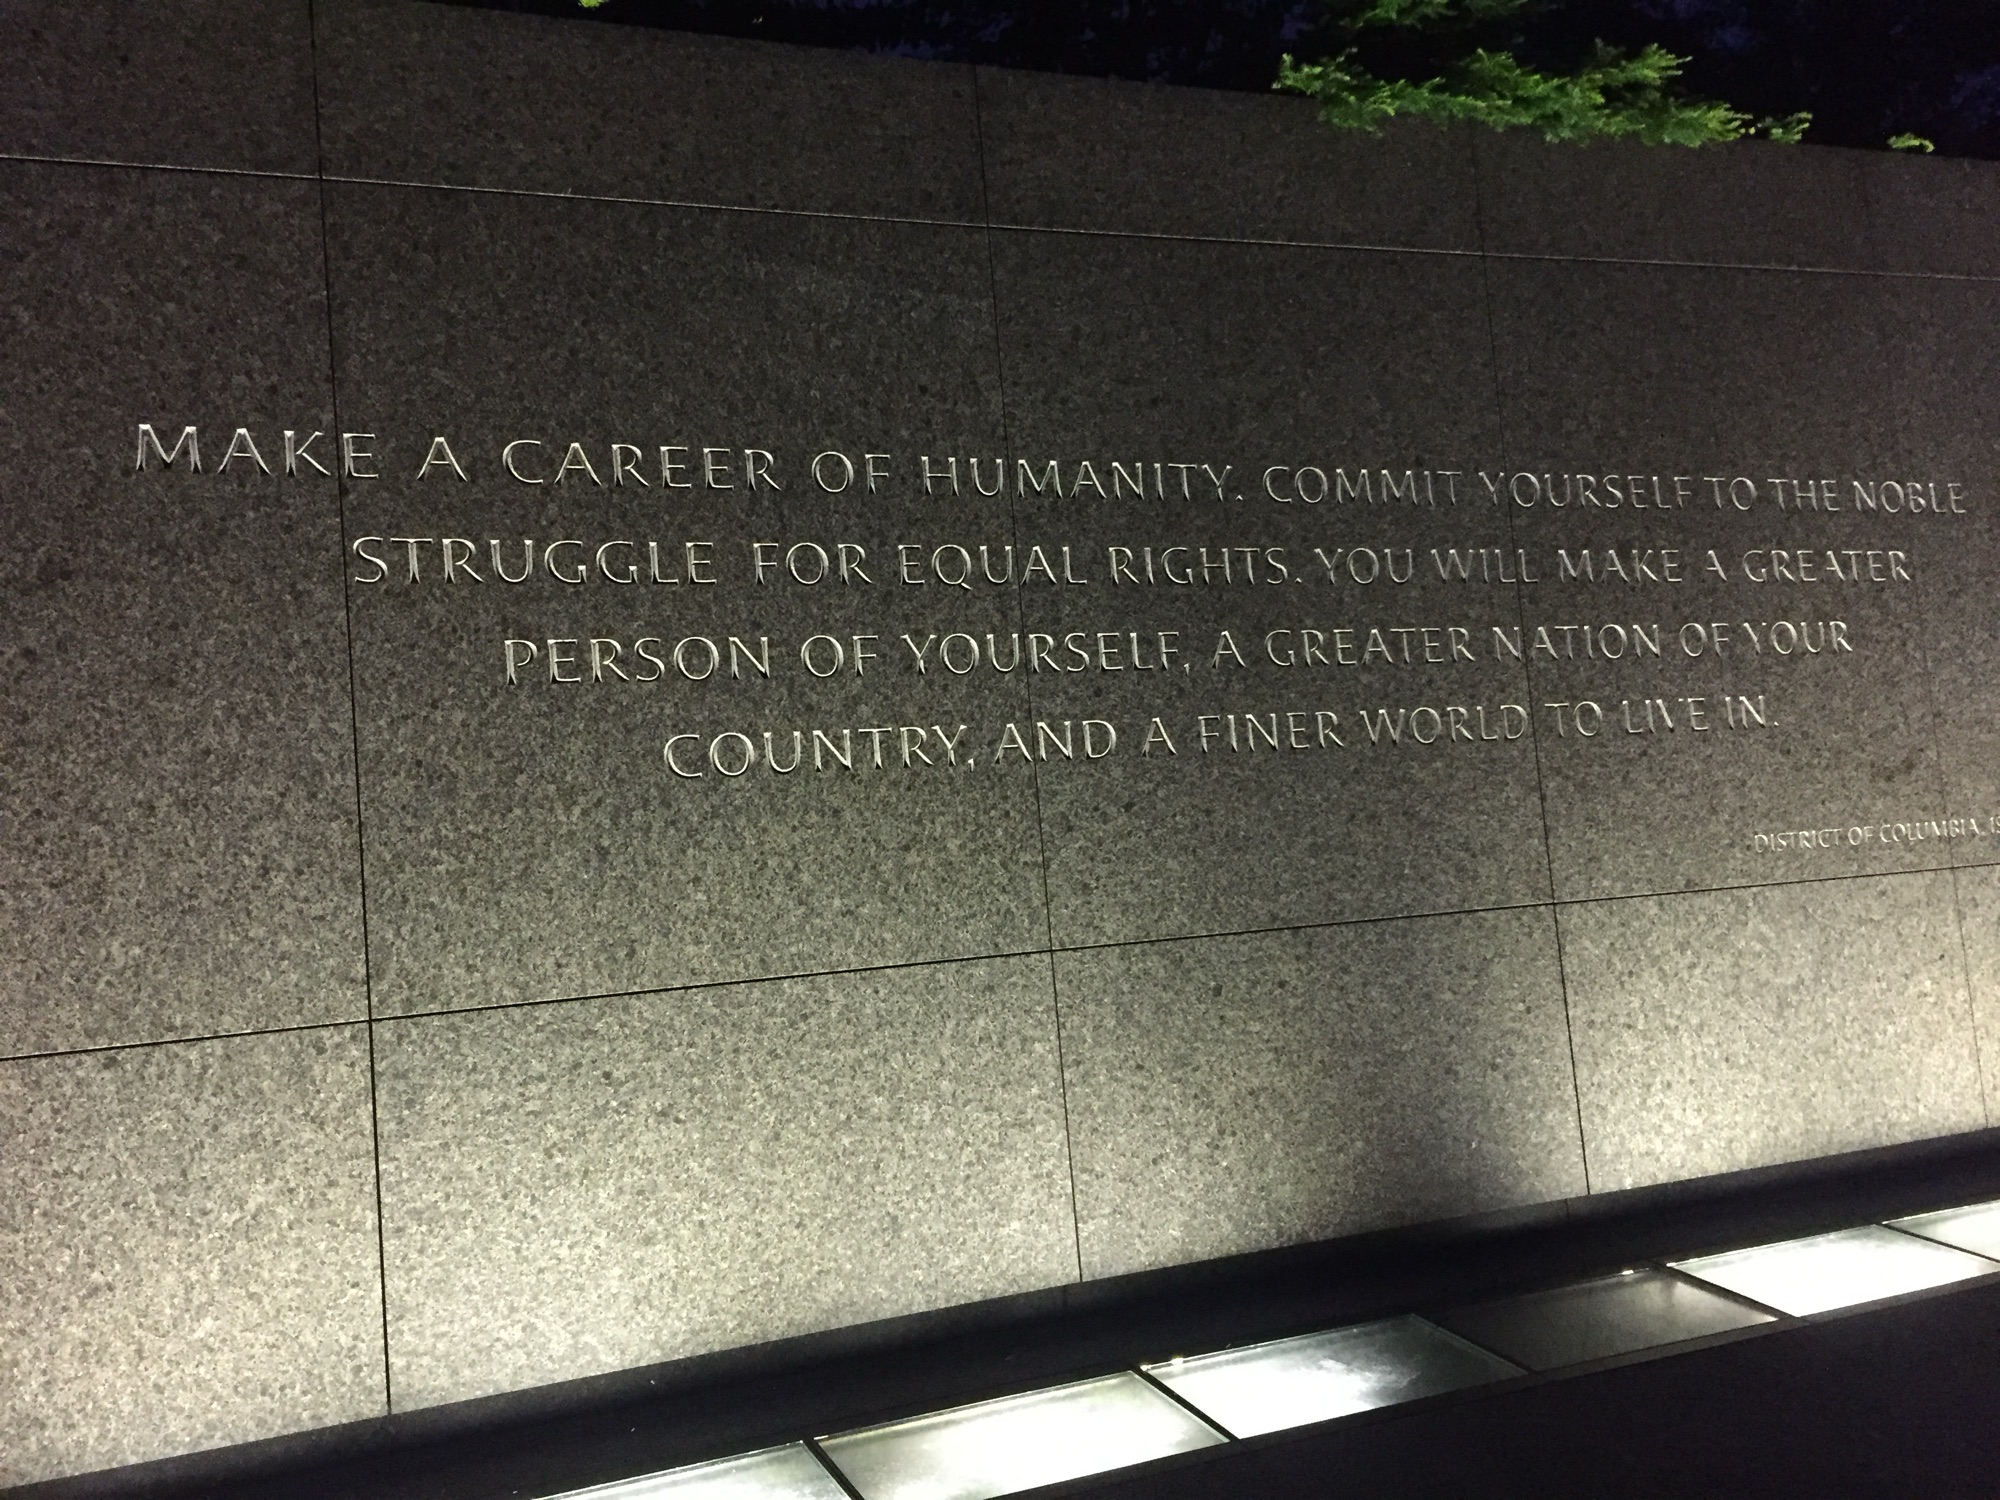 MAKE A CAREER OF HUMANITY. COMMIT YOURSELF TO THE NOBLE
STRUGGLE FOR EQUAL RIGHTS. YOU WILL MAKE A GREATER
PERSON OF YOURSELF, A GREATER NATION OF YOUR
COUNTRY, AND A FINER WORLD TO LIVE IN.
DISTRICT OF COLUMBIA,